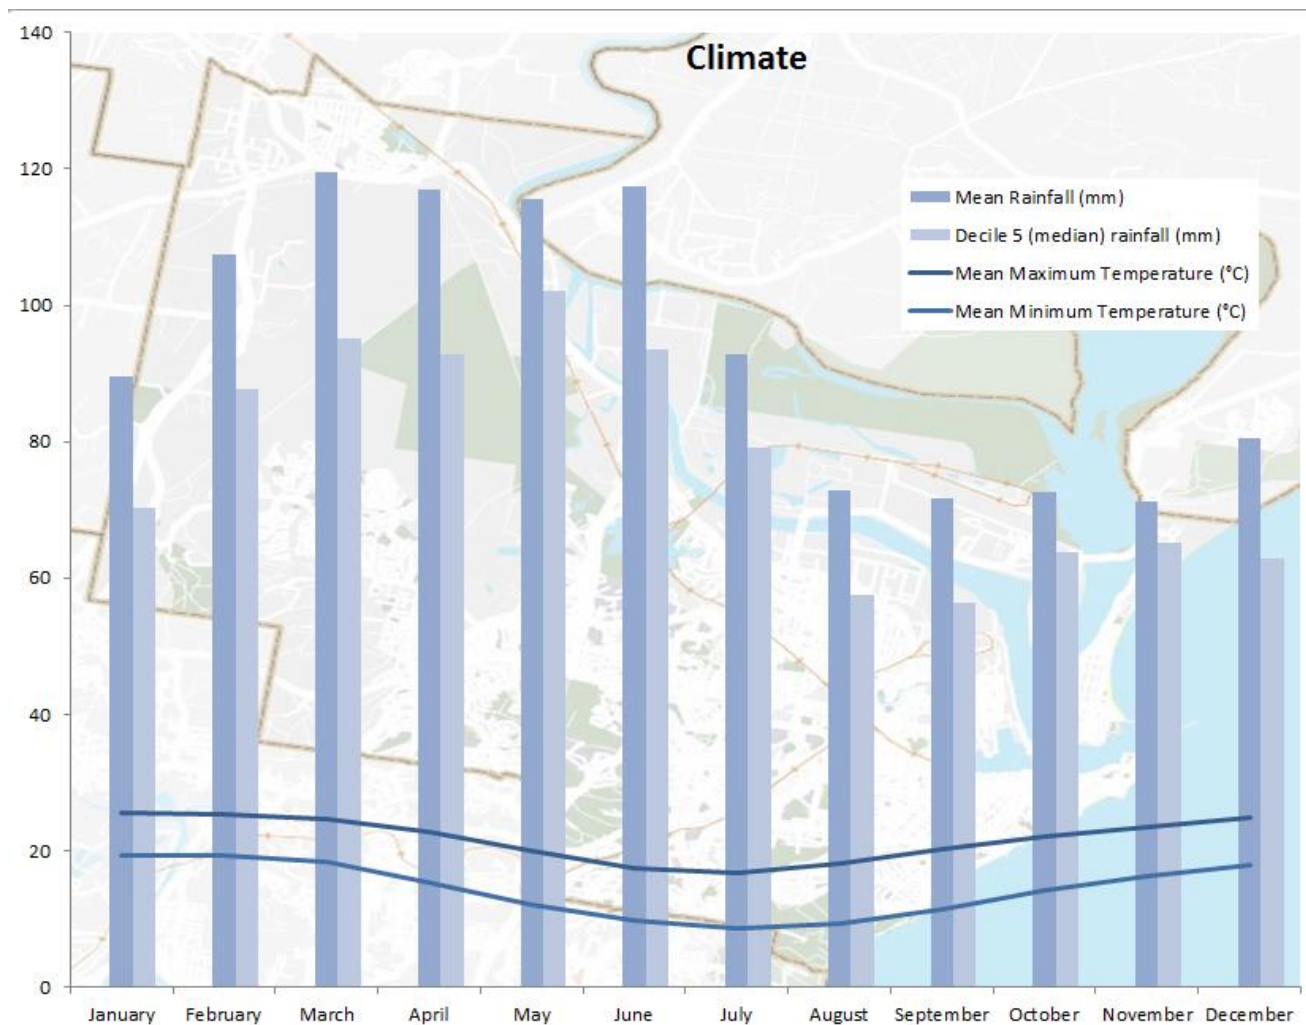 Climate
140
120
100
80
60
40
20
0
Mean Rainfall (mm)
Decile 5 (median) rainfall (mm)
Mean Maximum Temperature (°C)
Mean Minimum Temperature (°C)
January February March April May June July August September October November December